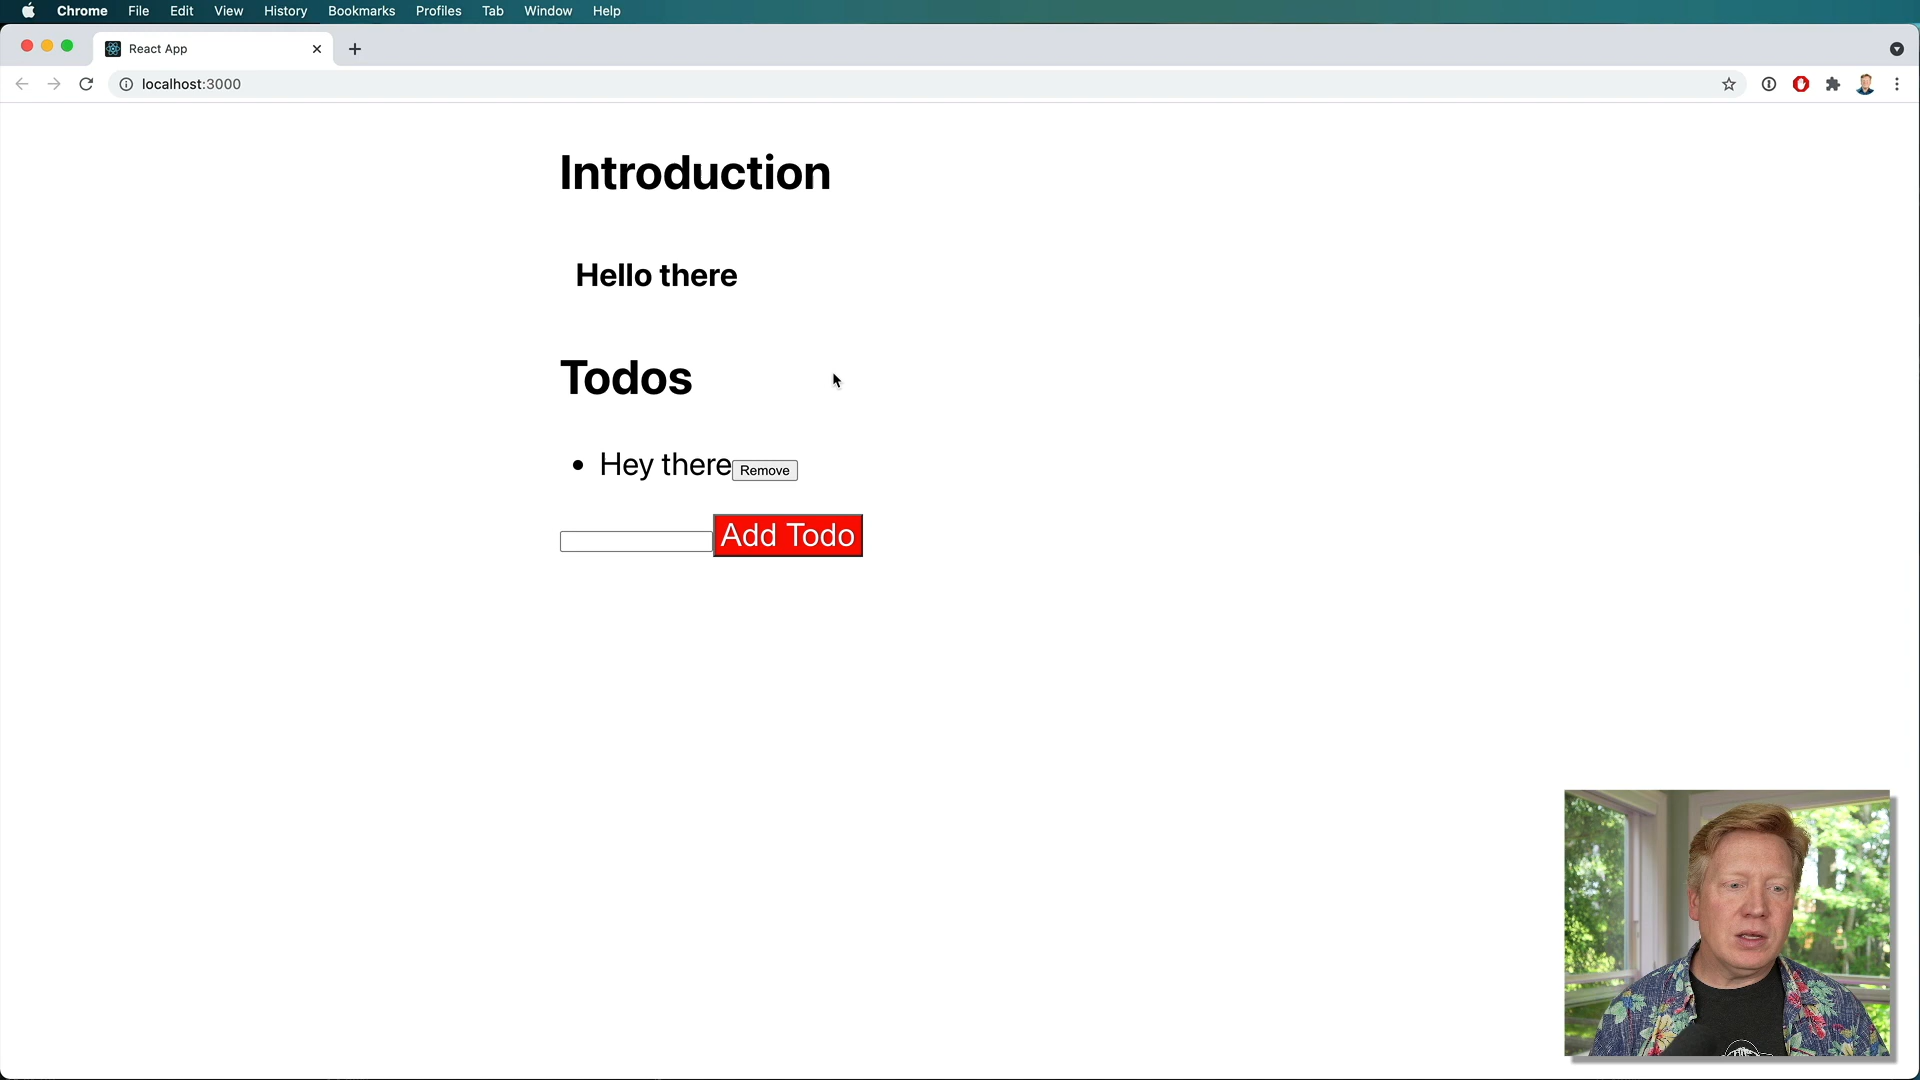 Chrome File Edit View History Bookmarks Profiles Tab Window Help
React App
localhost:3000
Introduction
Hello there
Todos
Hey there Remove
Add Todo